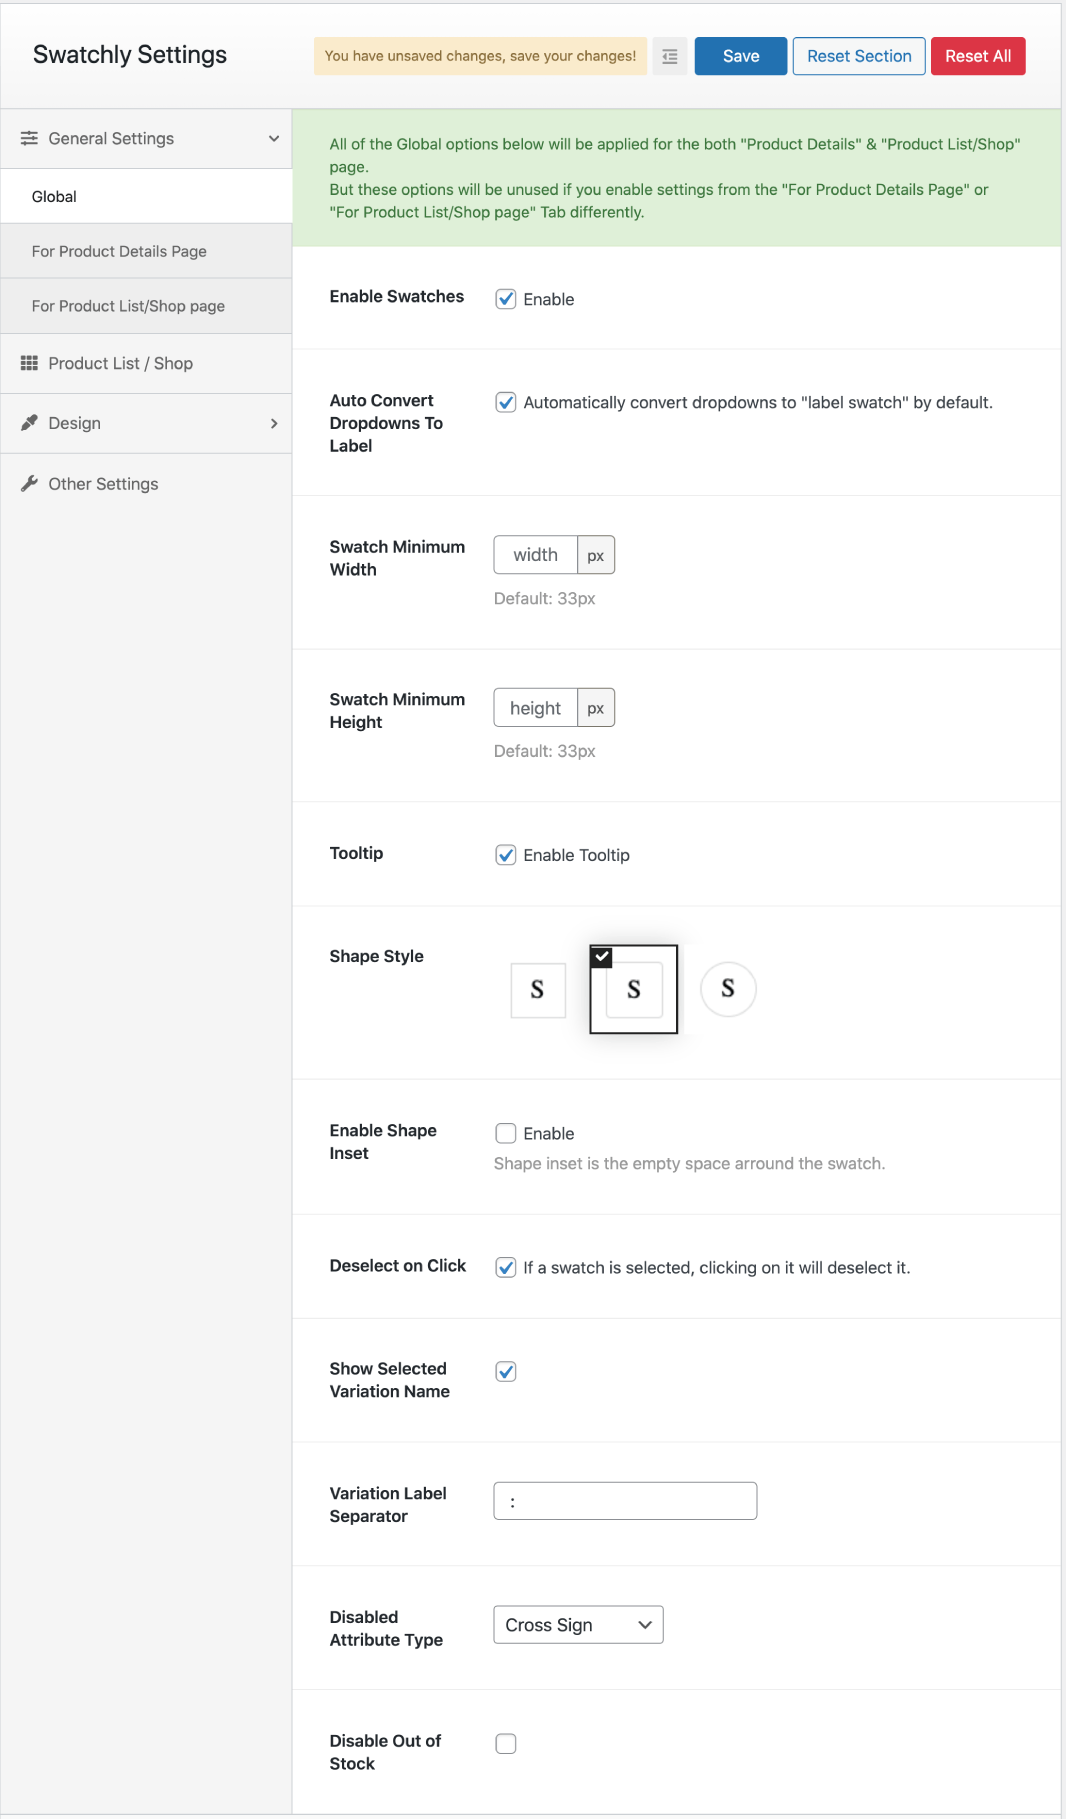 Swatchly Settings
You have unsaved changes, save your changes!
Save
Reset Section
Reset All
General Settings
Global
For Product Details Page
For Product List/Shop page
Product List / Shop
Design
Other Settings
All of the Global options below will be applied for the both "Product Details" & "Product List/Shop"
page.
But these options will be unused if you enable settings from the "For Product Details Page" or
"For Product List/Shop page" Tab differently.
Enable Swatches
Enable
Auto Convert
Dropdowns To
Label
Automatically convert dropdowns to "label swatch" by default.
Swatch Minimum
Width
width px
Default: 33px
Swatch Minimum
Height
height px
Default: 33px
Tooltip
Enable Tooltip
Shape Style
S S S
Enable Shape
Inset
Enable
Shape inset is the empty space arround the swatch.
Deselect on Click
If a swatch is selected, clicking on it will deselect it.
Show Selected
Variation Name
Variation Label
Separator
:
Disabled
Attribute Type
Cross Sign
Disable Out of
Stock